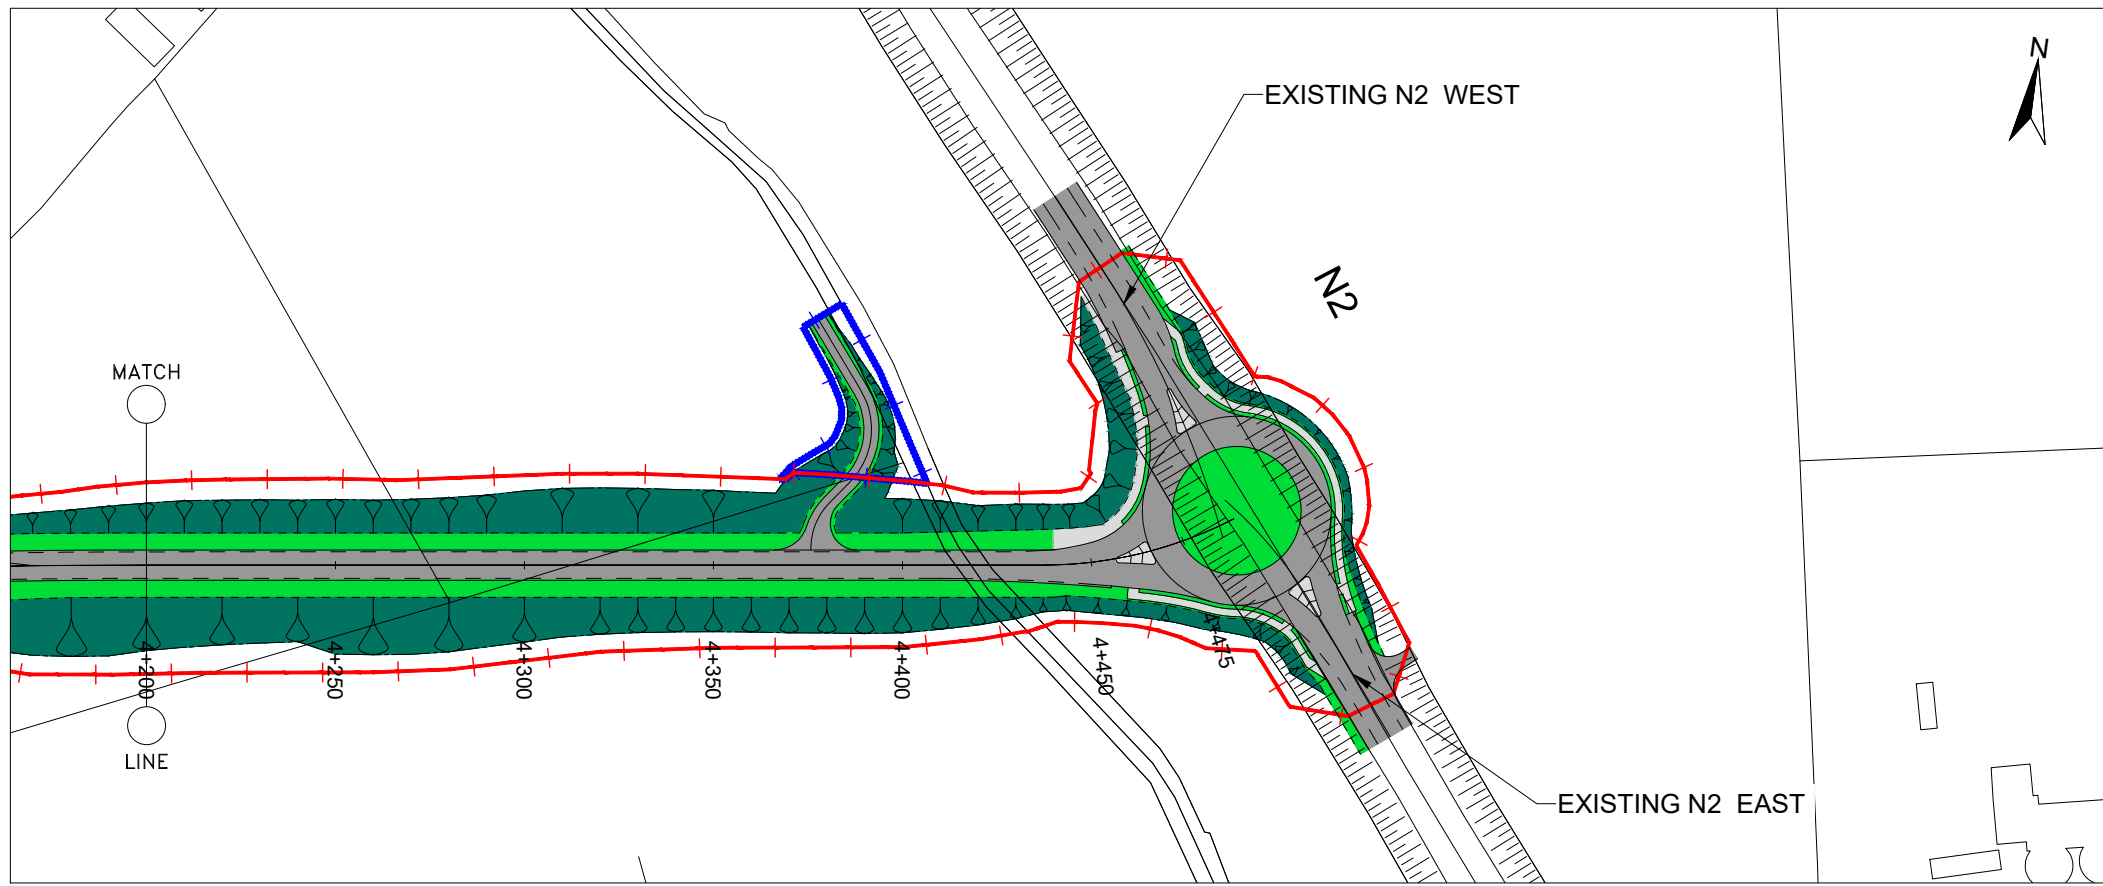 N
EXISTING N2 WEST
N2
MATCH
4+200
4+250
4+300
4+350
4+400
4+450
4+475
LINE
EXISTING N2 EAST